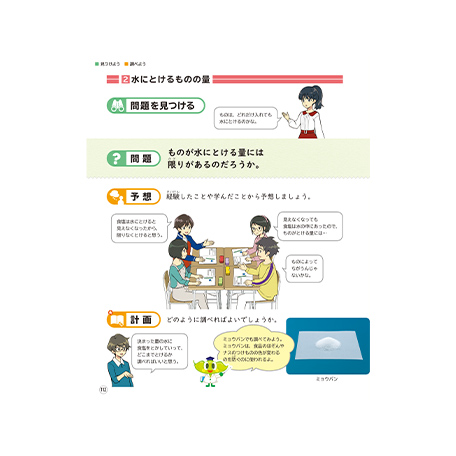 見つけよう 調べよう
2 水にとけるものの量
問題を見つける
ものは、どれだけ入れても
水にとけるのかな。
? 問題
ものが水にとける量には
限りがあるのだろうか。
予想
経験したことや学んだことから予想しましょう。
食塩は水にとけると
見えなくなったから、
限りなくとけると思う。
見えなくなっても
食塩は水の中にあったので、
ものがとける量には…
ものによって
ちがうんじゃ
ないかな。
計画
どのように調べればよいでしょうか。
決まった量の水に
食塩をとかしていって、
どこまでとけるか
調べればいいと思う。
ミョウバンでも調べてみよう。
ミョウバンは、食品のほぞんや
ナスのつけものの色が変わる
のを防ぐのに使われるよ。
ミョウバン
112